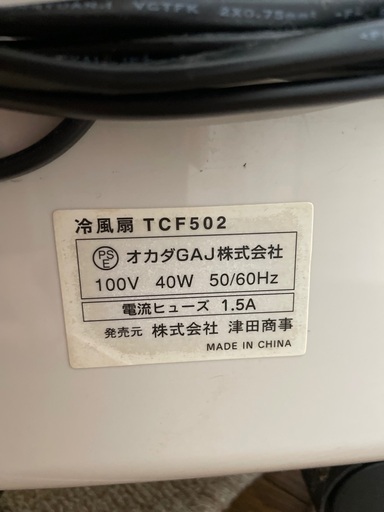 VCTFK 2X0.75mm
冷風扇 TCF502
PS
E
オカダGAJ株式会社
100V 40W 50/60Hz
電流ヒューズ 1.5A
発売元 株式会社 津田商事
MADE IN CHINA